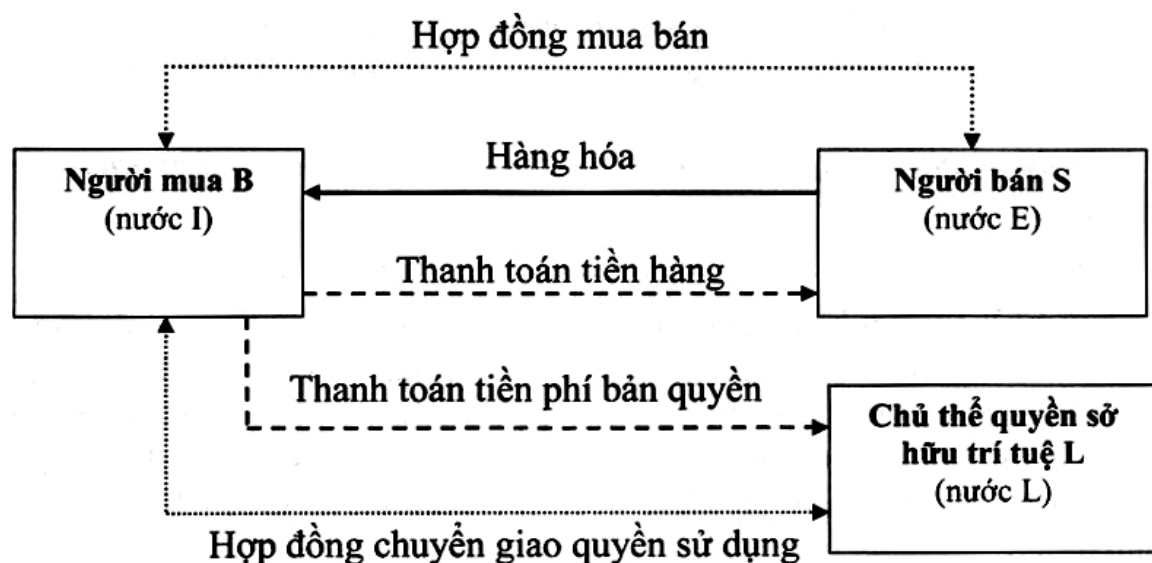 Hợp đồng mua bán
Hàng hóa
Người mua B
(nước I)
Người bán S
(nước E)
Thanh toán tiền hàng
Thanh toán tiền phí bản quyền
Chủ thể quyền sở
hữu trí tuệ L
(nước L)
Hợp đồng chuyển giao quyền sử dụng